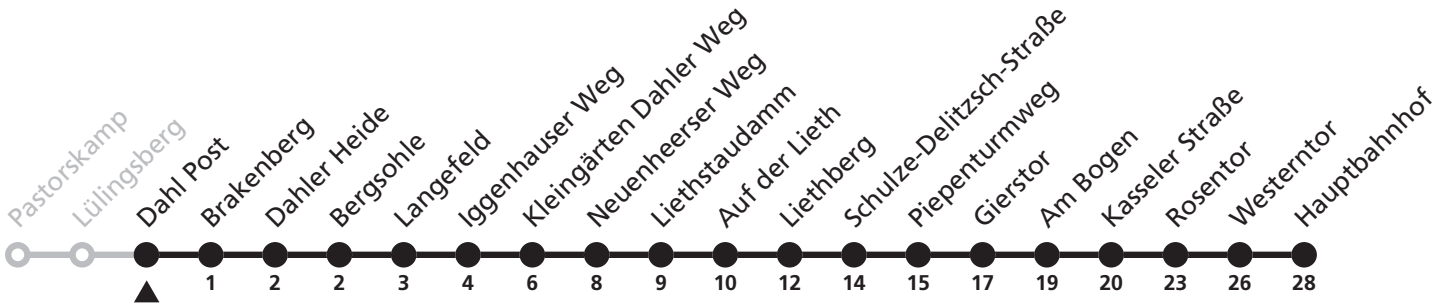 Pastorskamp
Lülingsberg
Dahl Post
Brakenberg
Dahler Heide
Bergsohle
Langefeld
Iggenhauser Weg
Kleingärten Dahler Weg
Neuenheerser Weg
Liethstaudamm
Auf der Lieth
Liethberg
Schulze-Delitzsch-Straße
Piepenturmweg
Gierstor
Am Bogen
Kasseler Straße
Rosentor
Westerntor
Hauptbahnhof
1 2 2 3 4 6 8 9 10 12 14 15 17 19 20 23 26 28